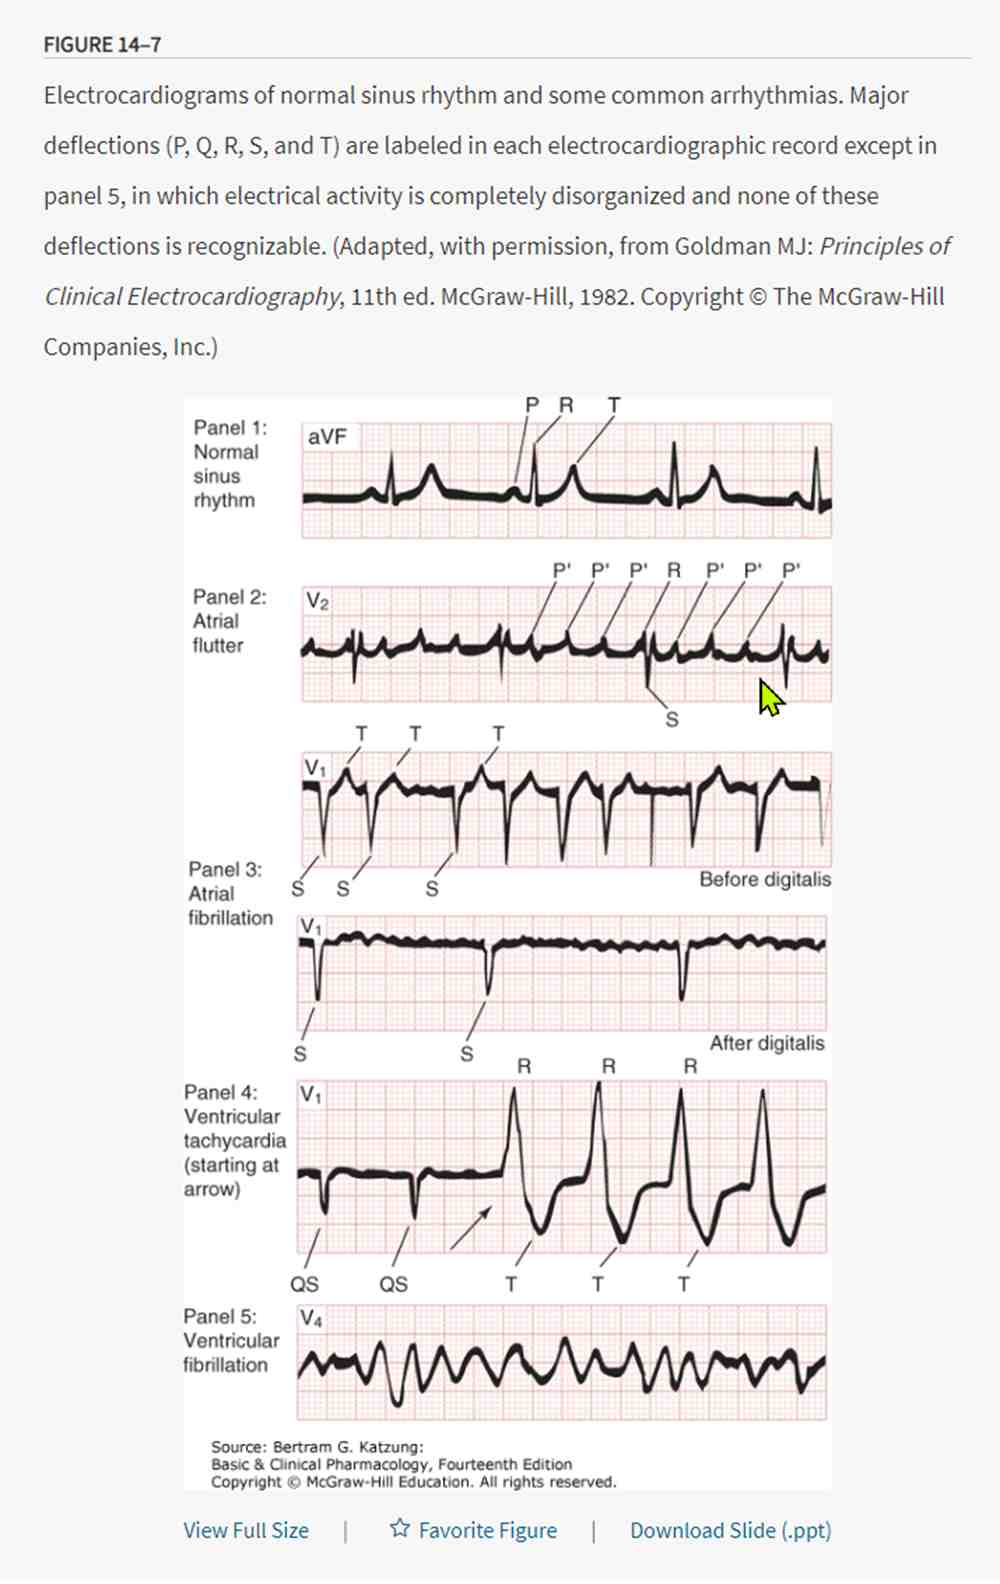 FIGURE 14–7
Electrocardiograms of normal sinus rhythm and some common arrhythmias. Major
deflections (P, Q, R, S, and T) are labeled in each electrocardiographic record except in
panel 5, in which electrical activity is completely disorganized and none of these
deflections is recognizable. (Adapted, with permission, from Goldman MJ: Principles of
Clinical Electrocardiography, 11th ed. McGraw-Hill, 1982. Copyright © The McGraw-Hill
Companies, Inc.)
P R T
Panel 1:
Normal
sinus
rhythm
aVF
P' P' P' R P' P' P'
Panel 2:
Atrial
flutter
V2
S
T T T
V1
S S S
Before digitalis
Panel 3:
Atrial
fibrillation
V1
S S
After digitalis
R R R
Panel 4:
Ventricular
tachycardia
(starting at
arrow)
V1
QS QS T T T
Panel 5:
Ventricular
fibrillation
V4
Source: Bertram G. Katzung:
Basic & Clinical Pharmacology, Fourteenth Edition
Copyright © McGraw-Hill Education. All rights reserved.
View Full Size | Favorite Figure | Download Slide (.ppt)